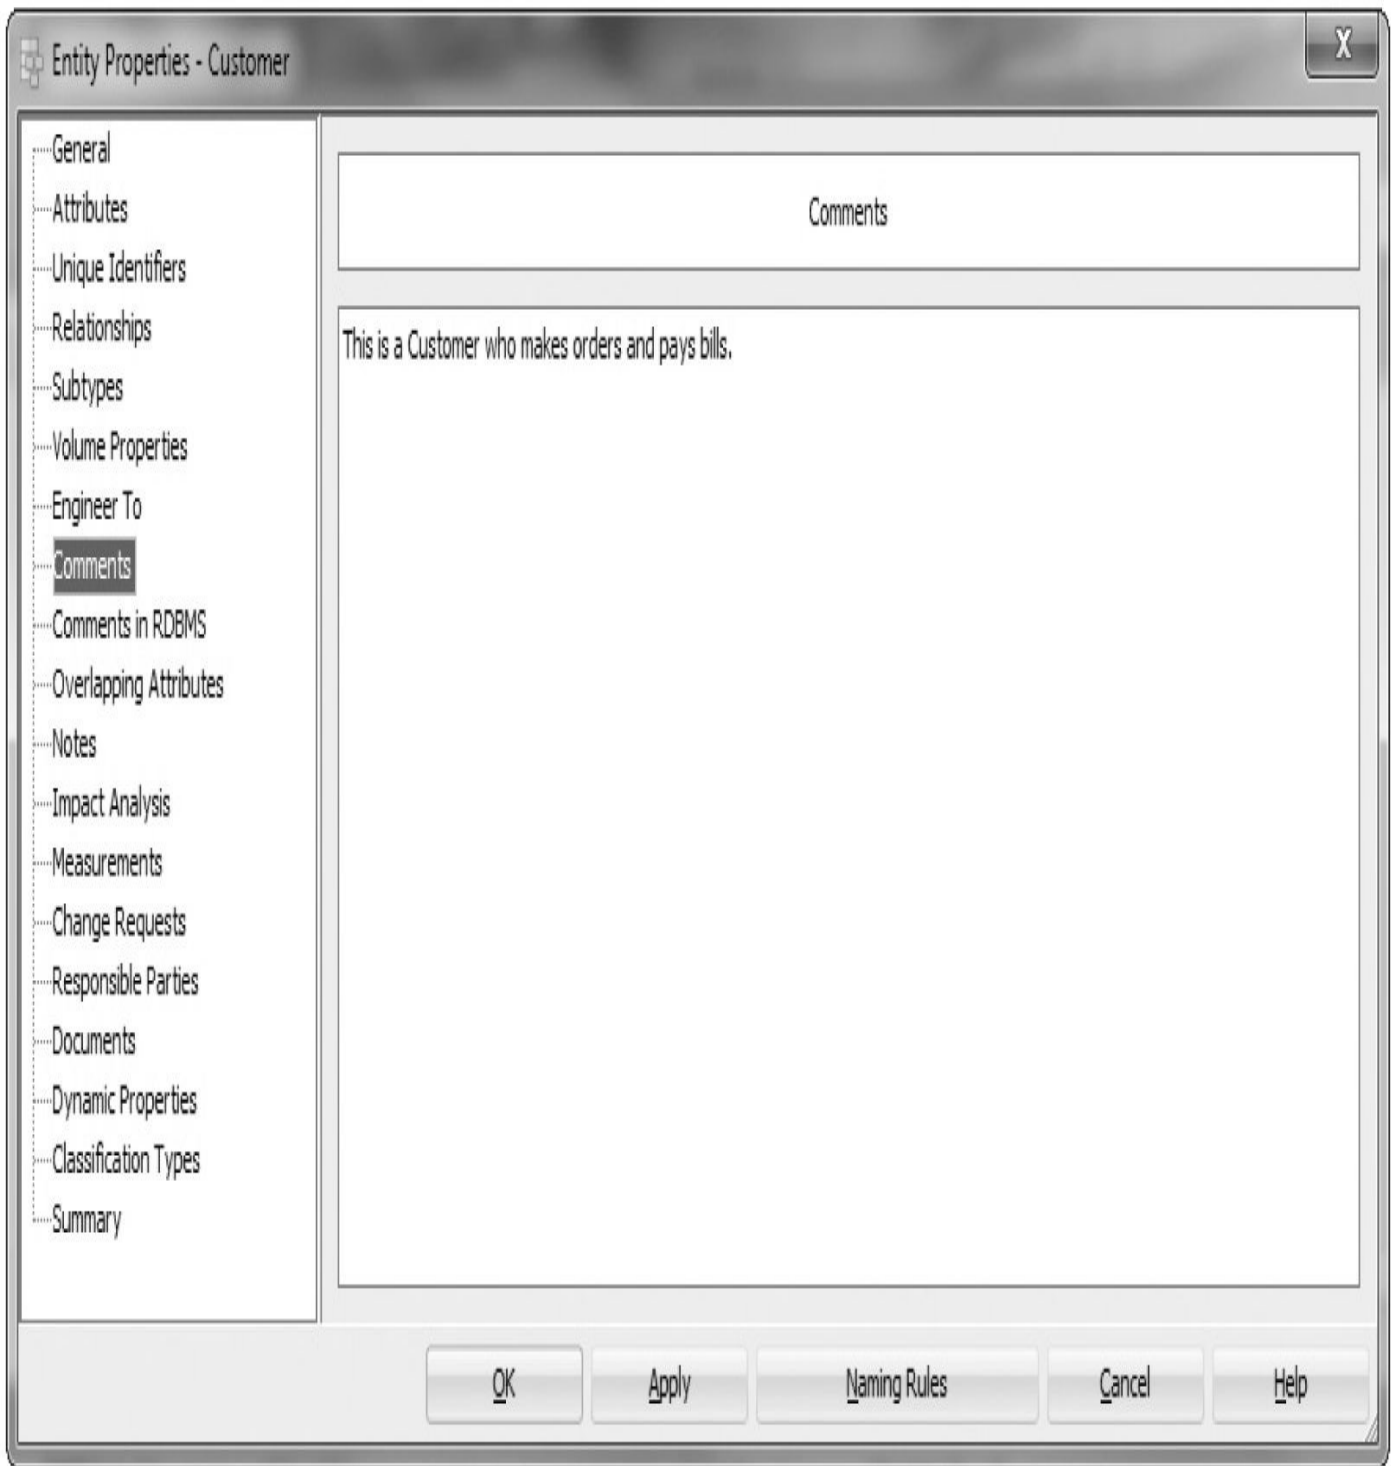 Entity Properties - Customer
X
General
Attributes
Unique Identifiers
Relationships
Subtypes
Volume Properties
Engineer To
Comments
Comments in RDBMS
Overlapping Attributes
Notes
Impact Analysis
Measurements
Change Requests
Responsible Parties
Documents
Dynamic Properties
Classification Types
Summary
Comments
This is a Customer who makes orders and pays bills.
OK Apply Naming Rules Cancel Help